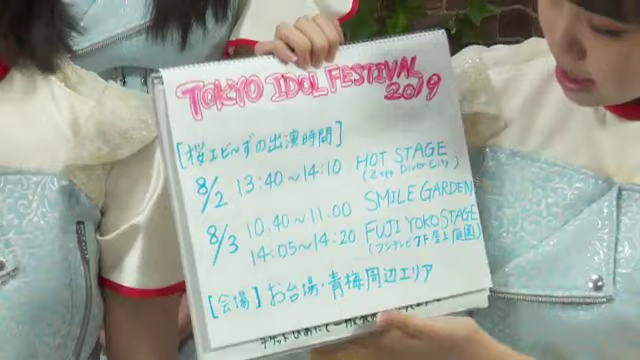 TOKYO IDOL FESTIVAL
2019
[桜エビ~ずの出演時間]
8/2 13:40~14:10 HOT STAGE
(Zepp DiverCity)
8/3 10:40~11:00 SMILE GARDEN
14:05~14:20 FUJI YOKO STAGE
(フジテレビ7F 屋上庭園)
[会場] お台場・青梅周辺エリア